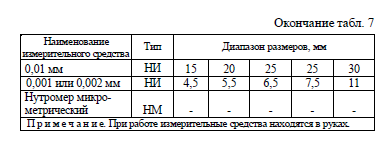 Окончание табл. 7
Наименование измерительного средства Тип Диапазон размеров, мм
0,01 мм НИ 15 20 25 25 30
0,001 или 0,002 мм НИ 4,5 5,5 6,5 7,5 11
Нутромер микро-
метрический НМ - - - - -
Примечание. При работе измерительные средства находятся в руках.